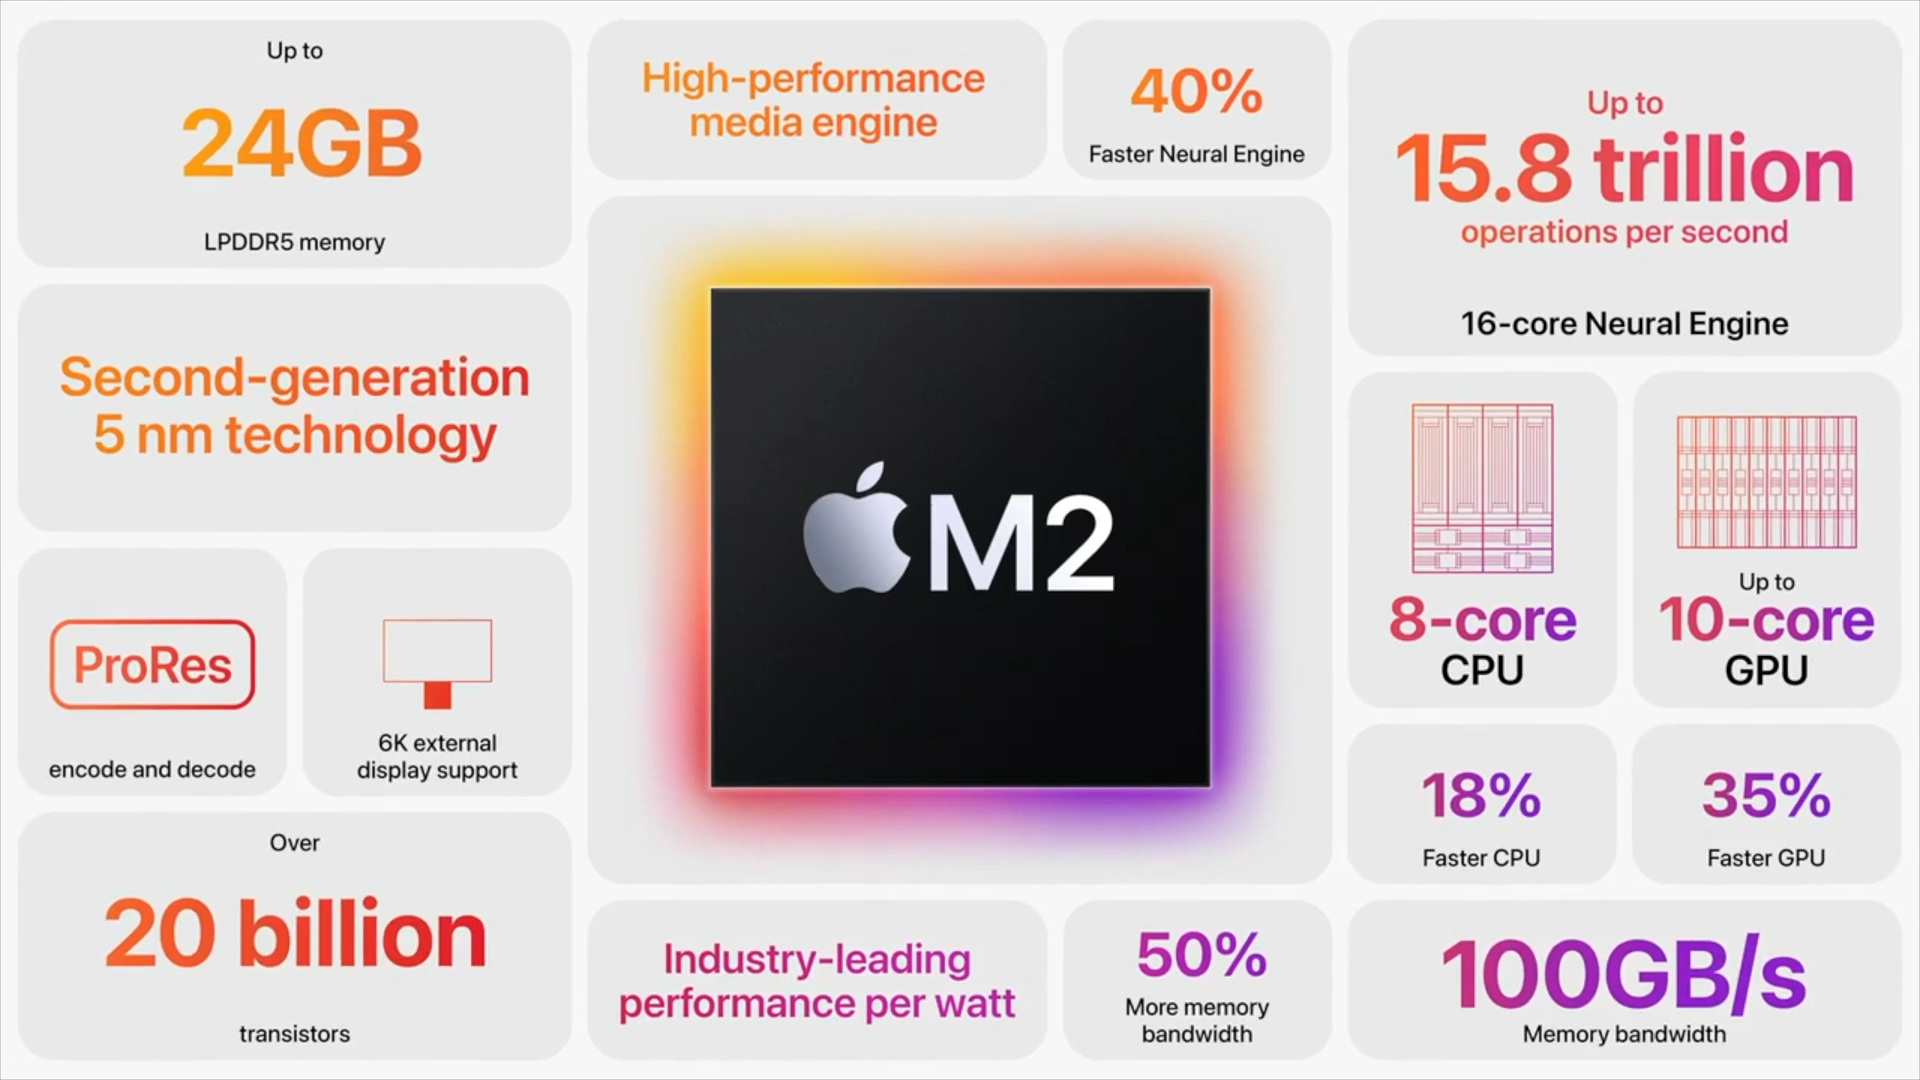 Up to
24GB
LPDDR5 memory
Second-generation
5 nm technology
ProRes
encode and decode
6K external
display support
Over
20 billion
transistors
High-performance
media engine
40%
Faster Neural Engine
M2
Industry-leading
performance per watt
50%
More memory
bandwidth
Up to
15.8 trillion
operations per second
16-core Neural Engine
8-core
CPU
Up to
10-core
GPU
18%
Faster CPU
35%
Faster GPU
100GB/s
Memory bandwidth